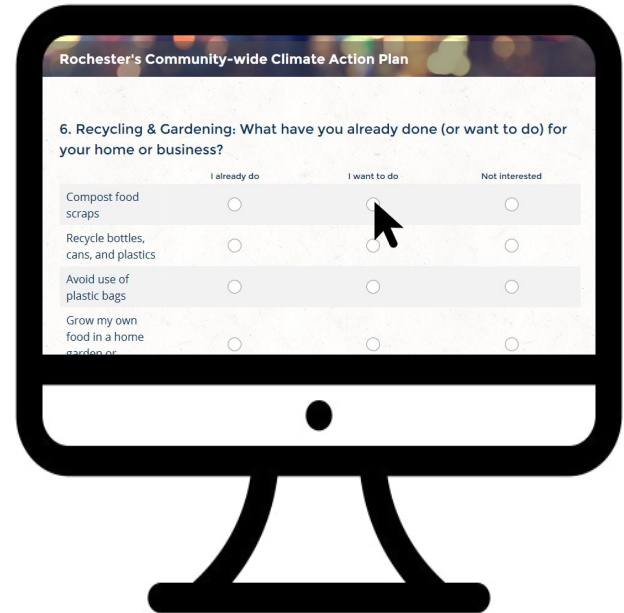 Rochester's Community-wide Climate Action Plan
6. Recycling & Gardening: What have you already done (or want to do) for
your home or business?
I already do I want to do Not interested
Compost food
scraps
Recycle bottles,
cans, and plastics
Avoid use of
plastic bags
Grow my own
food in a home
garden or